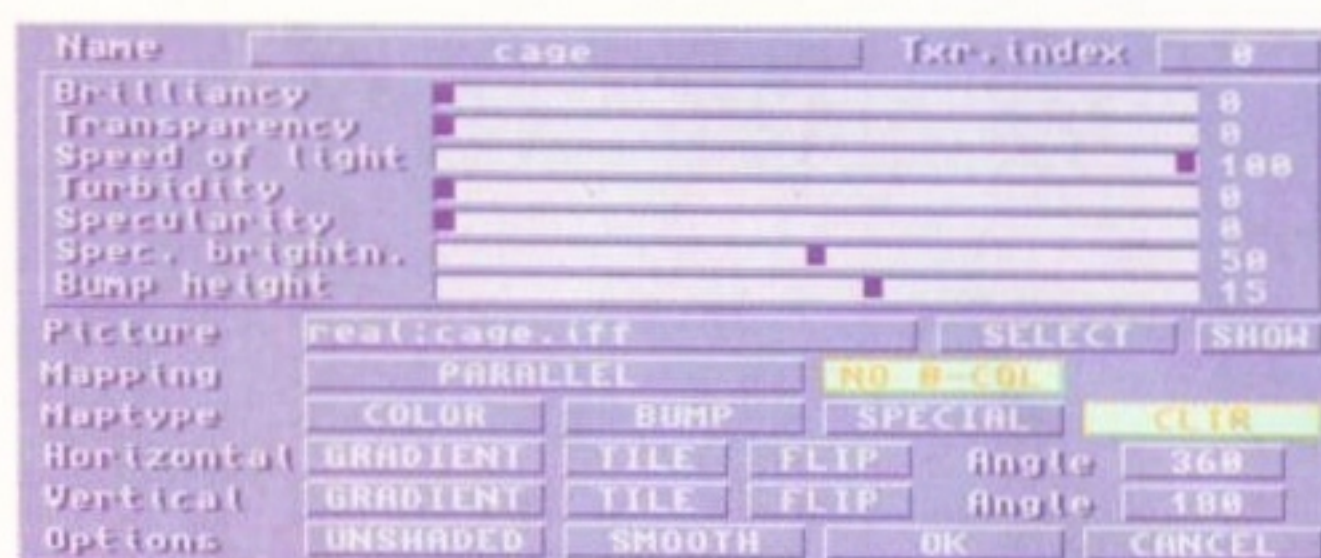 Name cage Txr.index 0
Brilliancy 0
Transparency 0
Speed of light 100
Turbidity 0
Specularity 0
Spec. brightn. 50
Bump height 15
Picture real:cage.iff SELECT SHOW
Mapping PARALLEL NO 0-COL
Maptype COLOR BUMP SPECIAL CLTR
Horizontal GRADIENT TILE FLIP Angle 360
Vertical GRADIENT TILE FLIP Angle 180
Options UNSHADED SMOOTH OK CANCEL